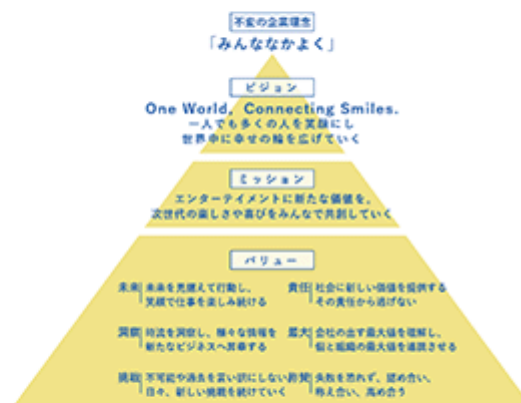 不変の企業理念
「みんななかよく」
ビジョン
One World, Connecting Smiles.
一人でも多くの人を笑顔にし
世界中に幸せの輪を広げていく
ミッション
エンターテイメントに新たな価値を。
次世代の楽しさや喜びをみんなで共創していく
バリュー
未来 未来を見据えて行動し、
笑顔で仕事を楽しみ続ける
責任 社会に新しい価値を提供する
その責任から逃げない
洞察 時流を洞察し、様々な情報を
新たなビジネスへ昇華する
最大 会社の出す最大値を理解し、
個と組織の最大値を連読させる
挑戦 不可能や過去を言い訳にしない
日々、新しい挑戦を続けていく
称賛 失敗を恐れず、認め合い、
称え合い、高め合う